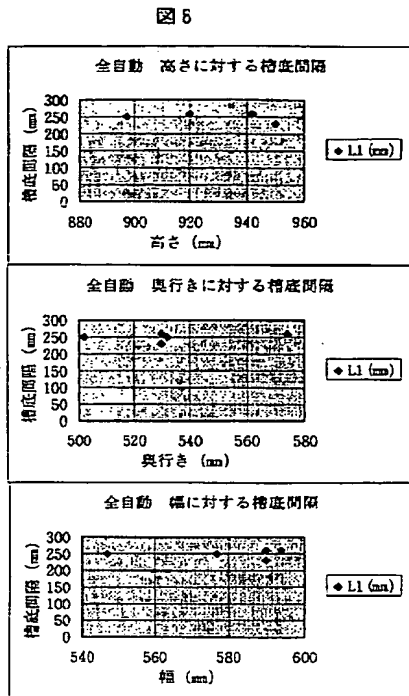 図5
全自動 高さに対する槽底間隔
槽底間隔 (mm)
300
250
200
150
100
50
0
880 900 920 940 960
高さ (mm)
◆ L1 (mm)
全自動 奥行きに対する槽底間隔
槽底間隔 (mm)
300
250
200
150
100
50
0
500 520 540 560 580
奥行き (mm)
◆ L1 (mm)
全自動 幅に対する槽底間隔
槽底間隔 (mm)
300
250
200
150
100
50
0
540 560 580 600
幅 (mm)
◆ L1 (mm)